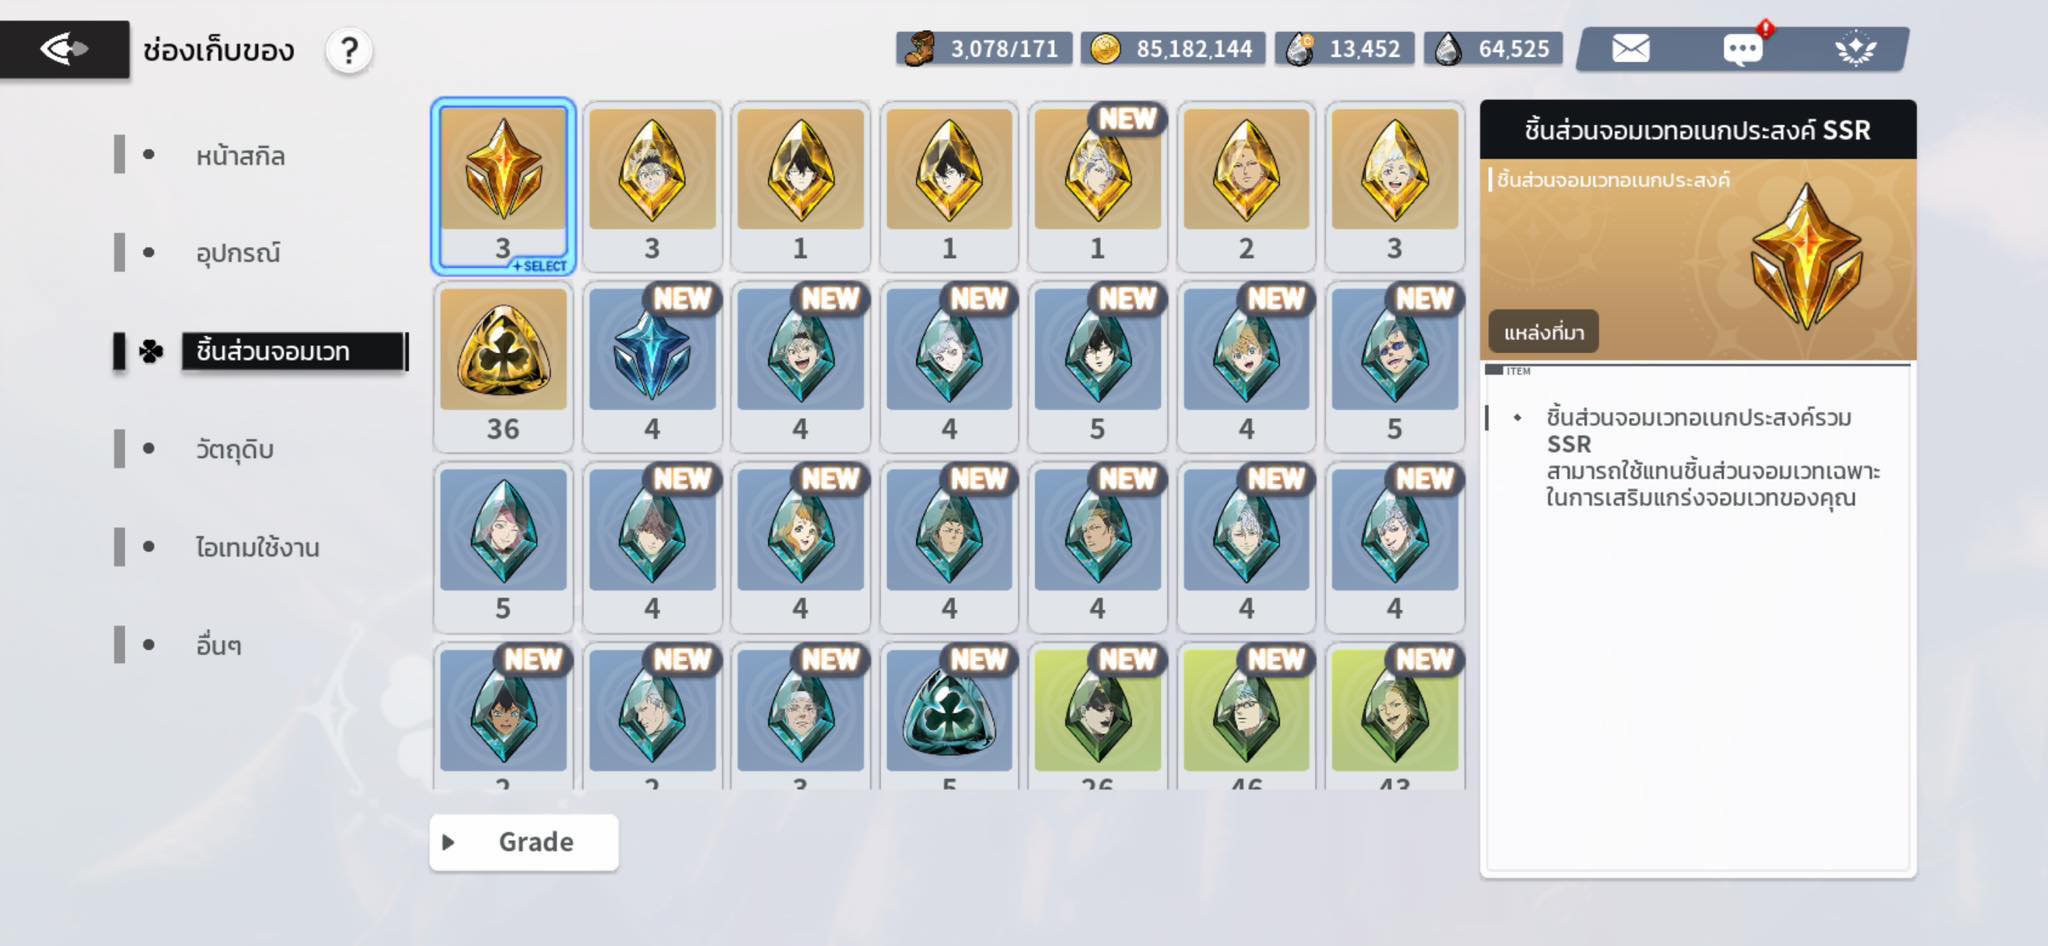 ช่องเก็บของ
?
3,078/171
85,182,144
13,452
64,525
หน้าสกิล
อุปกรณ์
ชิ้นส่วนจอมเวท
วัตถุดิบ
ไอเทมใช้งาน
อื่นๆ
NEW
3 3 1 1 1 2 3
+SELECT
NEW NEW NEW NEW NEW NEW
36 4 4 4 5 4 5
NEW NEW NEW NEW NEW NEW
5 4 4 4 4 4 4
NEW NEW NEW NEW NEW NEW NEW
2 2 3 5 26 46 43
Grade
ชิ้นส่วนจอมเวทอเนกประสงค์ SSR
ชิ้นส่วนจอมเวทอเนกประสงค์
แหล่งที่มา
ITEM
ชิ้นส่วนจอมเวทอเนกประสงค์รวม
SSR
สามารถใช้แทนชิ้นส่วนจอมเวทเฉพาะ
ในการเสริมแกร่งจอมเวทของคุณ